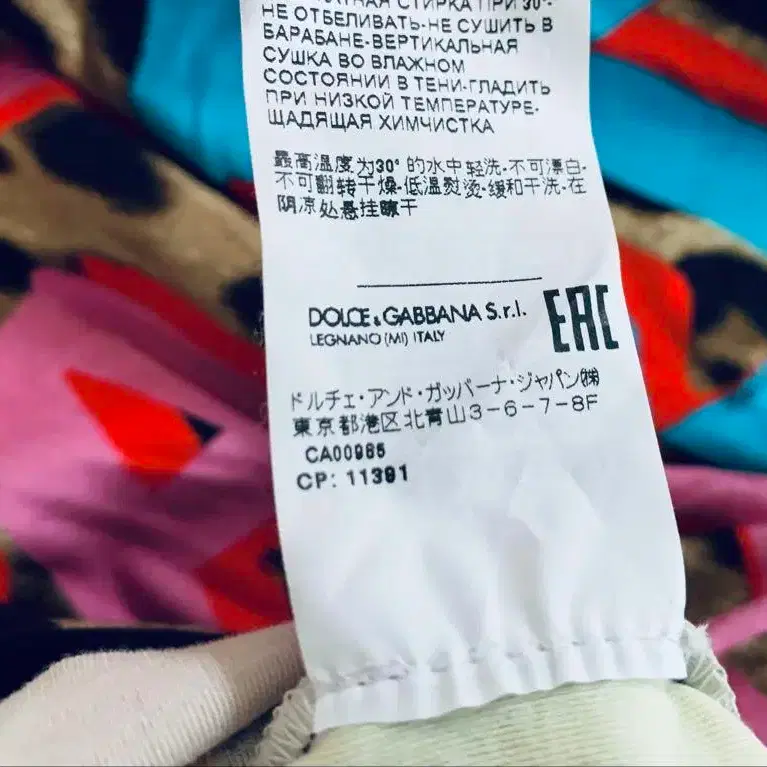 СТИРКА ПРИ 30°-
НЕ ОТБЕЛИВАТЬ-НЕ СУШИТЬ В
БАРАБАНЕ-ВЕРТИКАЛЬНАЯ
СУШКА ВО ВЛАЖНОМ
СОСТОЯНИИ В ТЕНИ-ГЛАДИТЬ
ПРИ НИЗКОЙ ТЕМПЕРАТУРЕ-
ЩАДЯЩАЯ ХИМЧИСТКА
最高温度为30°的水中轻洗-不可漂白-
不可翻转干燥-低温熨烫-缓和干洗-在
阴凉处悬挂晾干
DOLCE & GABBANA S.r.l.
LEGNANO (MI) ITALY
EAC
ドルチェ・アンド・ガッバーナ・ジャパン㈱
東京都港区北青山3-6-7-8F
CA00985
CP: 11391